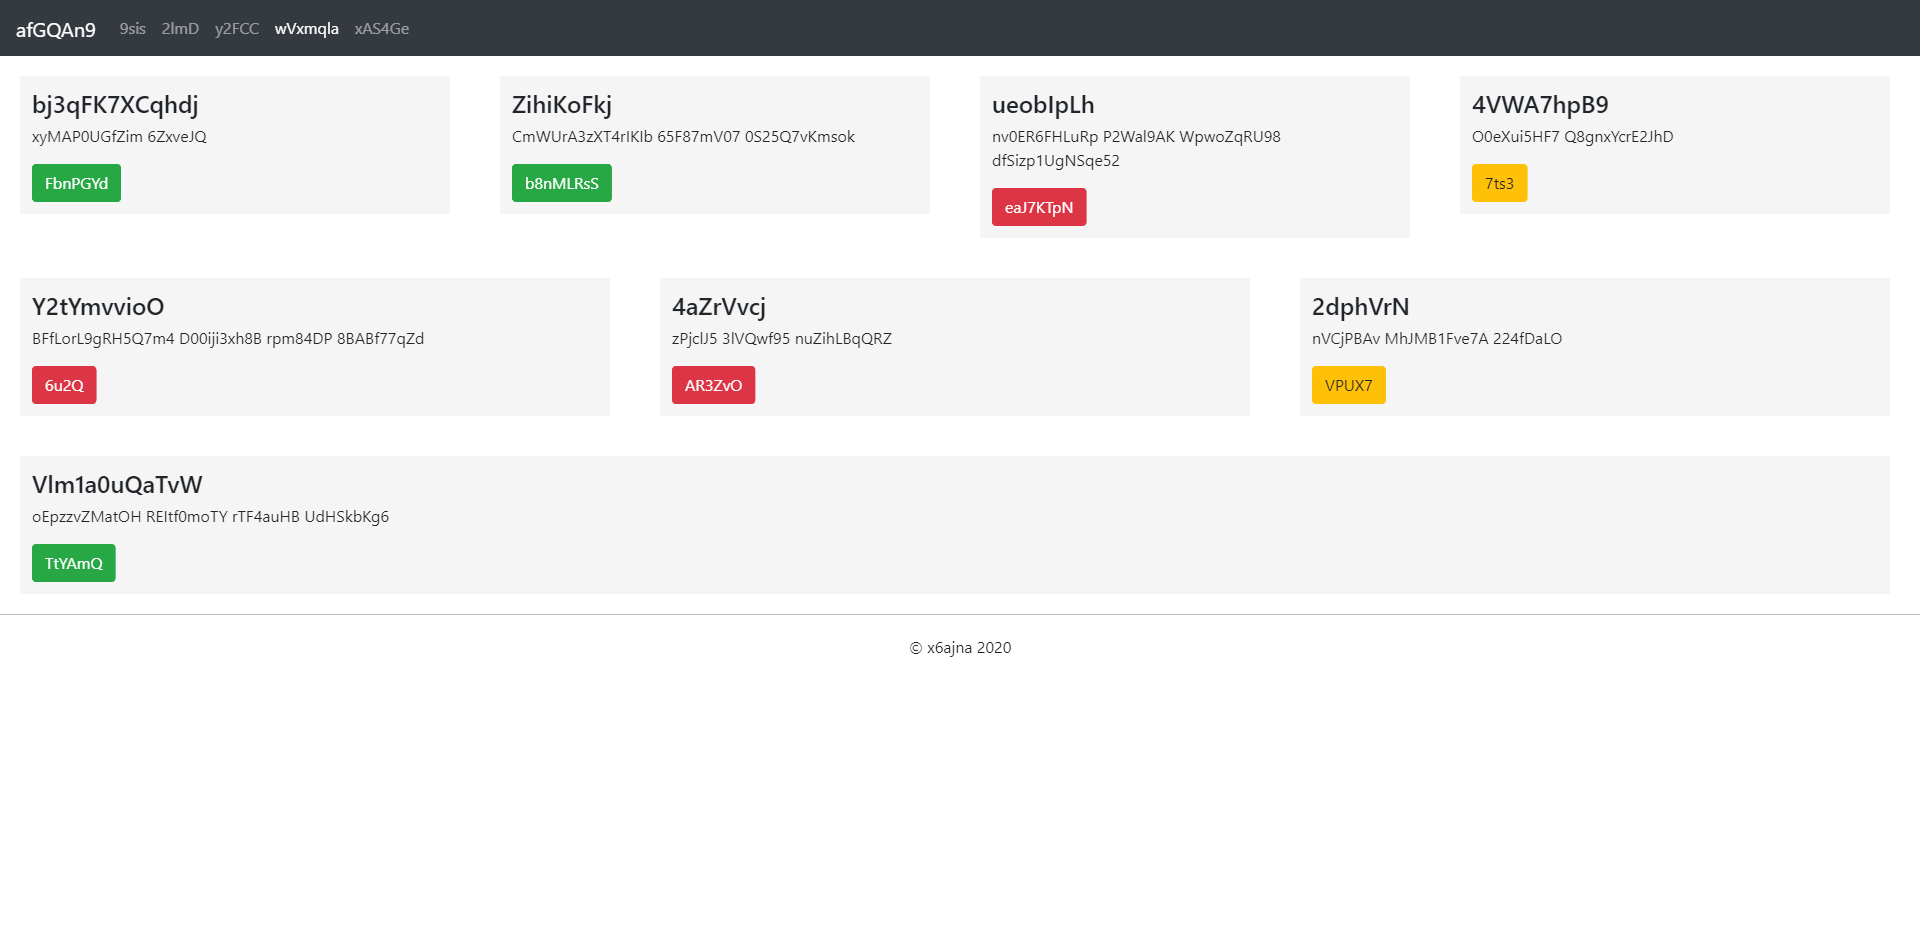 afGQAn9 9sis 2lmD y2FCC wVxmqla xAS4Ge
bj3qFK7XCqhdj
xyMAP0UGfZim 6ZxveJQ
FbnPGYd
ZihiKoFkj
CmWUrA3zXT4rIKIb 65F87mV07 0S25Q7vKmsok
b8nMLRsS
ueobIpLh
nv0ER6FHLuRp P2Wal9AK WpwoZqRU98
dfSizp1UgNSqe52
eaJ7KTpN
4VWA7hpB9
O0eXui5HF7 Q8gnxYcrE2JhD
7ts3
Y2tYmvvioO
BFfLorL9gRH5Q7m4 D00iji3xh8B rpm84DP 8BABf77qZd
6u2Q
4aZrVvcj
zPjclJ5 3lVQwf95 nuZihLBqQRZ
AR3ZvO
2dphVrN
nVCjPBAv MhJMB1Fve7A 224fDaLO
VPUX7
Vlm1a0uQaTvW
oEpzzvZMatOH REItf0moTY rTF4auHB UdHSkbKg6
TtYAmQ
© x6ajna 2020